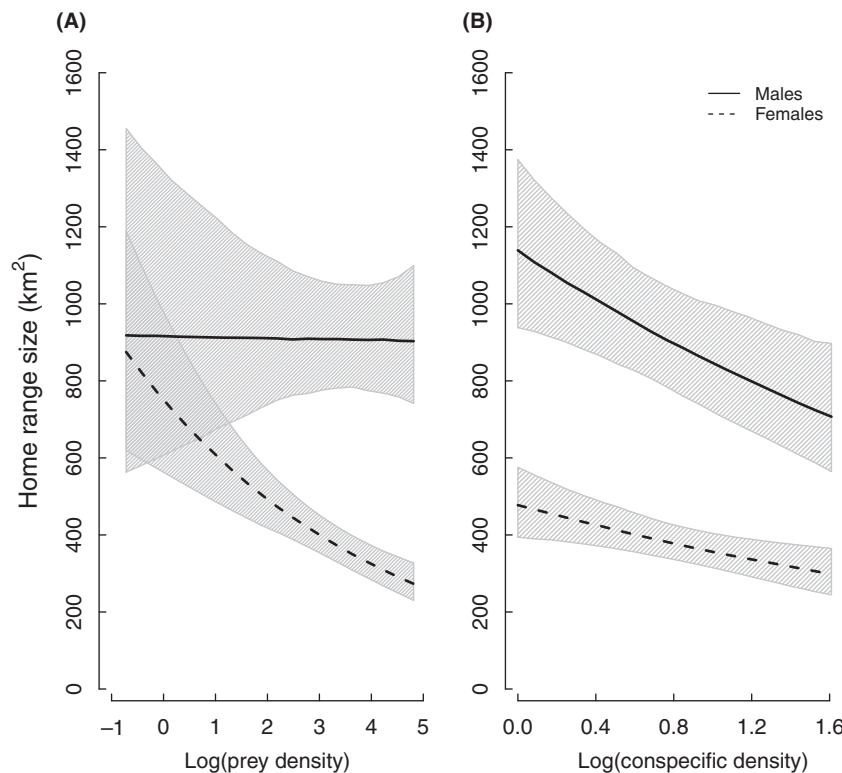 (A)
(B)
Home range size (km²)
1600
1400
1200
1000
800
600
400
200
0
−1 0 1 2 3 4 5
Log(prey density)
1600
1400
1200
1000
800
600
400
200
0
Males
Females
0.0 0.4 0.8 1.2 1.6
Log(conspecific density)